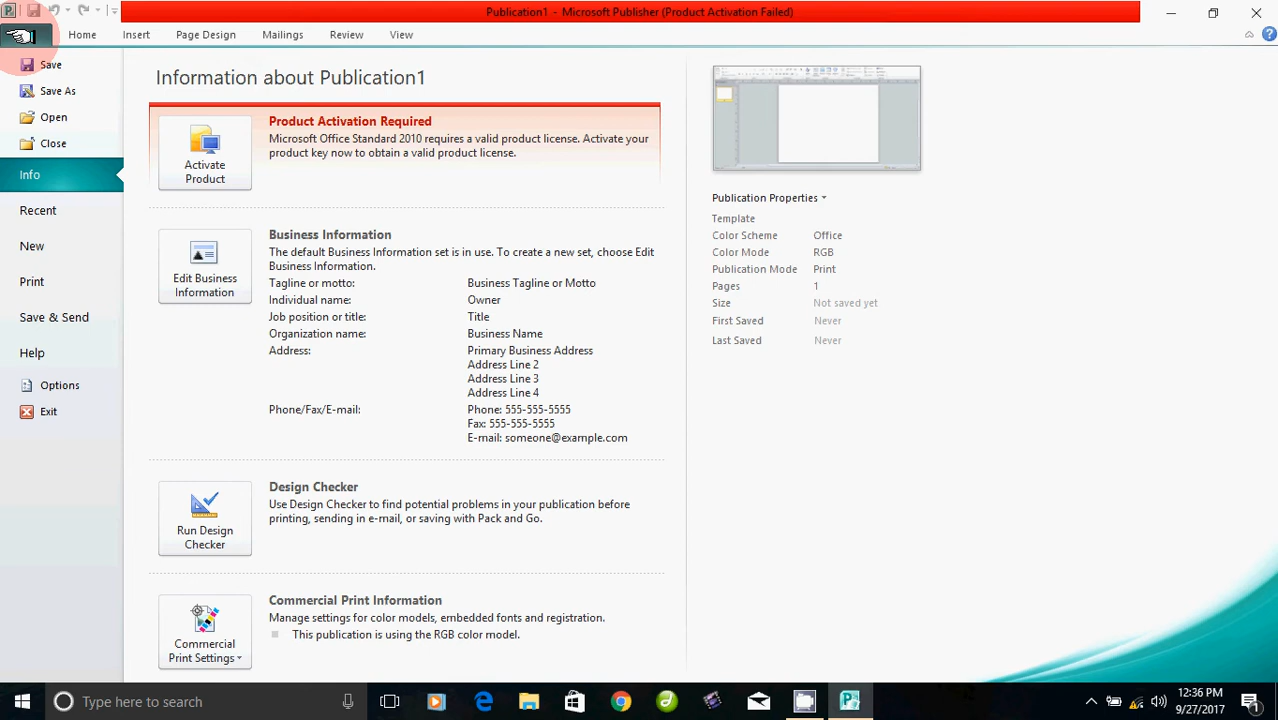 Publication1 - Microsoft Publisher (Product Activation Failed)
Home Insert Page Design Mailings Review View
Save
Save As
Open
Close
Info
Recent
New
Print
Save & Send
Help
Options
Exit
Information about Publication1
Activate
Product
Product Activation Required
Microsoft Office Standard 2010 requires a valid product license. Activate your
product key now to obtain a valid product license.
Edit Business
Information
Business Information
The default Business Information set is in use. To create a new set, choose Edit
Business Information.
Tagline or motto: Business Tagline or Motto
Individual name: Owner
Job position or title: Title
Organization name: Business Name
Address: Primary Business Address
Address Line 2
Address Line 3
Address Line 4
Phone/Fax/E-mail: Phone: 555-555-5555
Fax: 555-555-5555
E-mail: someone@example.com
Run Design
Checker
Design Checker
Use Design Checker to find potential problems in your publication before
printing, sending in e-mail, or saving with Pack and Go.
Commercial
Print Settings
Commercial Print Information
Manage settings for color models, embedded fonts and registration.
This publication is using the RGB color model.
Publication Properties
Template
Color Scheme Office
Color Mode RGB
Publication Mode Print
Pages 1
Size Not saved yet
First Saved Never
Last Saved Never
Type here to search
12:36 PM
9/27/2017
1